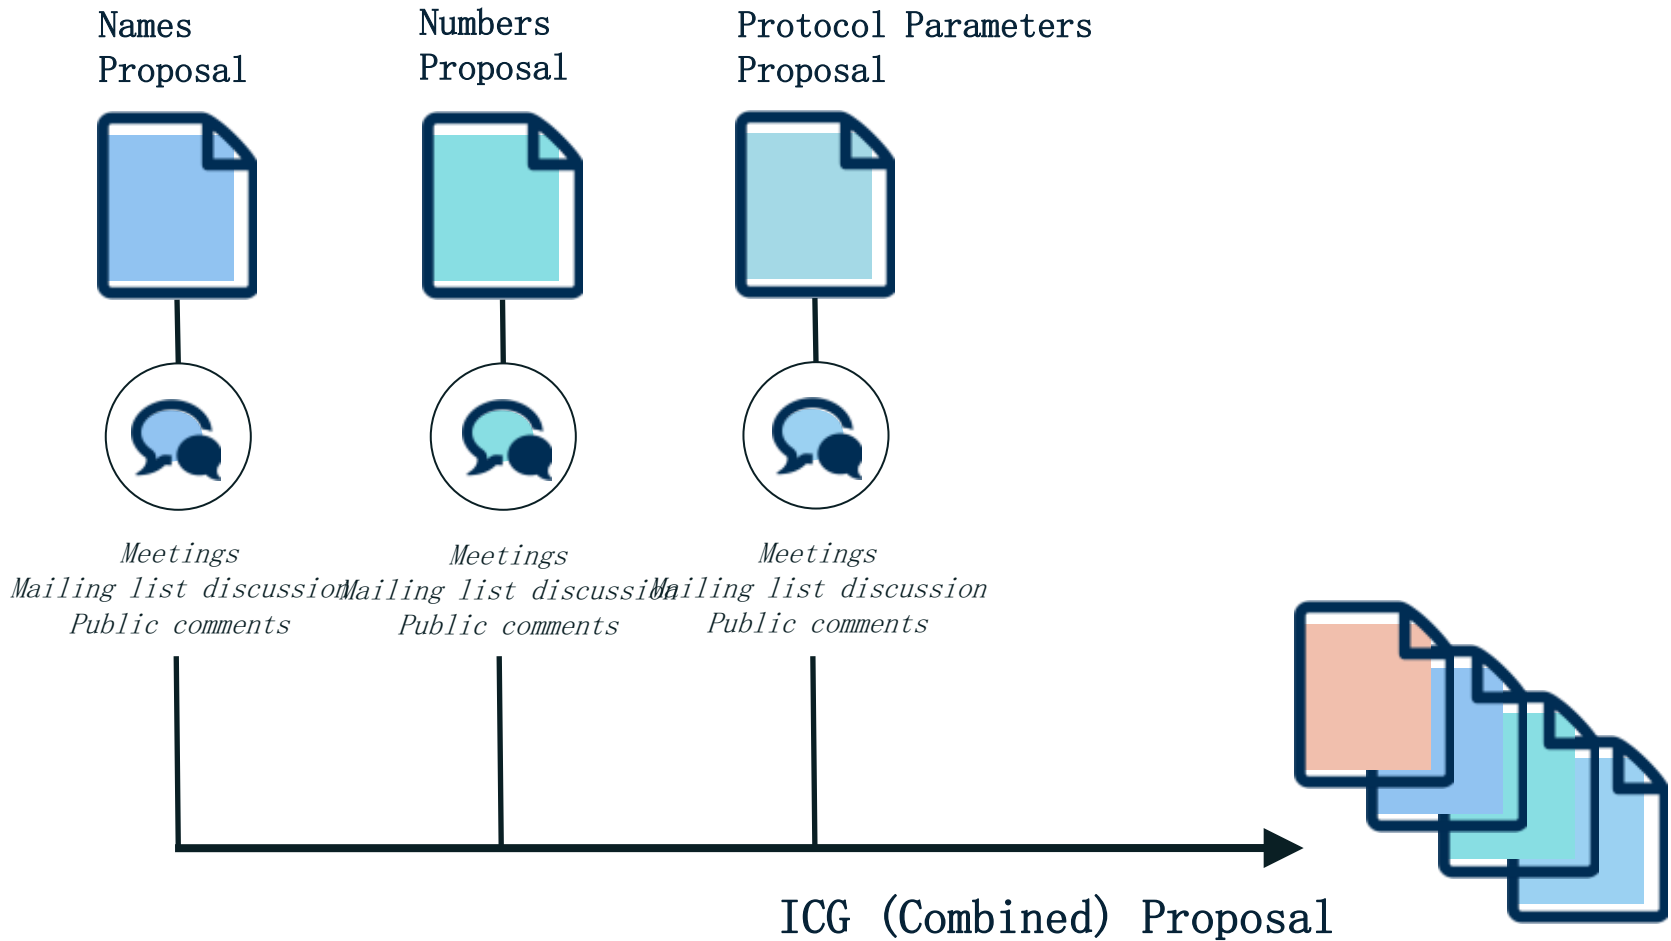 Names
Proposal
Numbers
Proposal
Protocol Parameters
Proposal
Meetings
Mailing list discussion
Public comments
Meetings
Mailing list discussion
Public comments
Meetings
Mailing list discussion
Public comments
ICG (Combined) Proposal